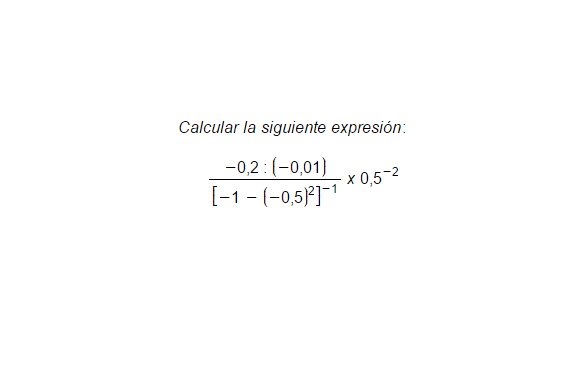 Calcular la siguiente expresión:
−0,2 : (−0,01)
[−1 − (−0,5)²]⁻¹ x 0,5⁻²